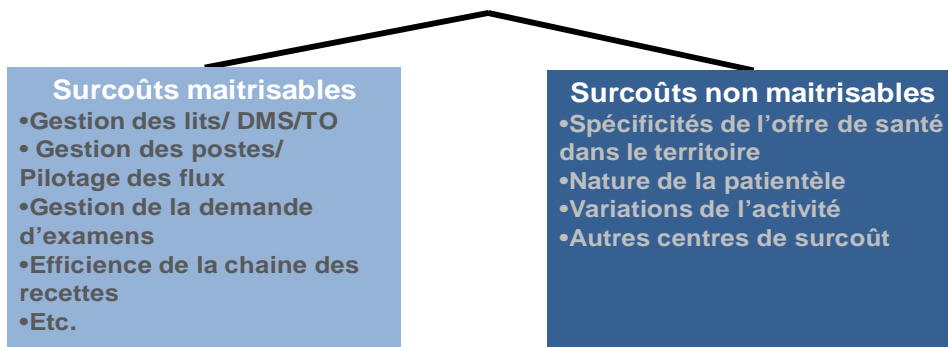 Surcoûts maitrisables
•Gestion des lits/ DMS/TO
• Gestion des postes/
Pilotage des flux
•Gestion de la demande
d’examens
•Efficience de la chaine des
recettes
•Etc.
Surcoûts non maitrisables
•Spécificités de l’offre de santé
dans le territoire
•Nature de la patientèle
•Variations de l’activité
•Autres centres de surcoût